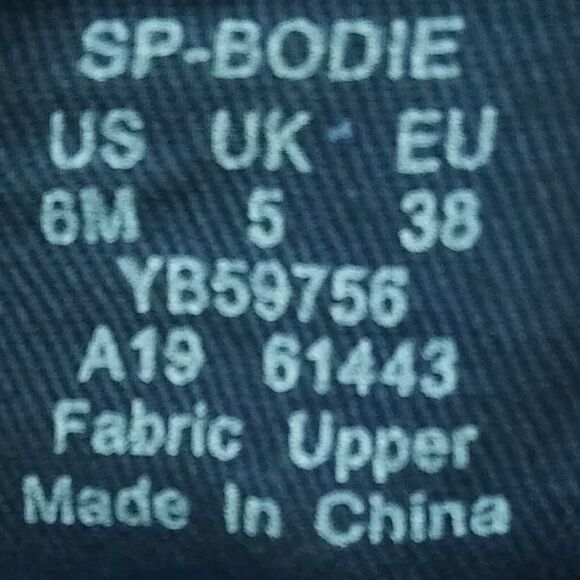 SP-BODIE
US UK EU
6M 5 38
YB59756
A19 61443
Fabric Upper
Made In China